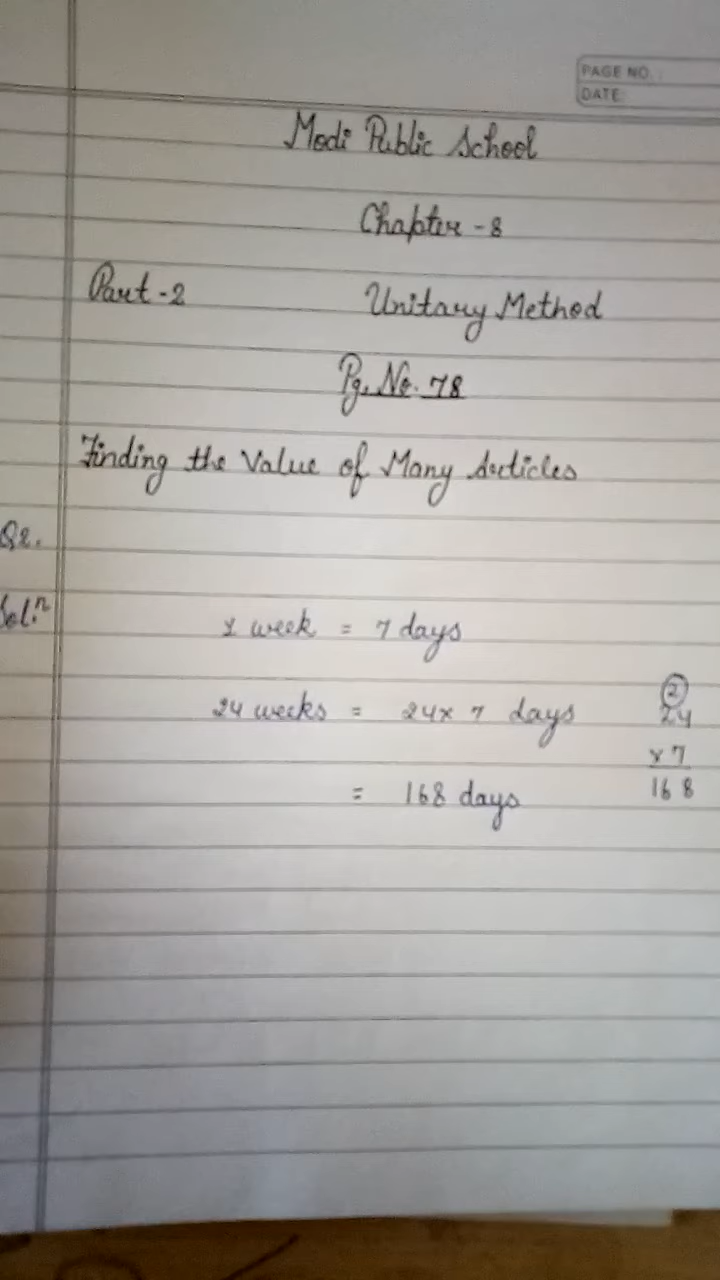 PAGE NO.:
DATE:
Modi Public School
Chapter - 8
Part - 2 Unitary Method
Pg. No. 78
Finding the Value of Many Articles
Q2.
Sol.n
1 week = 7 days
24 weeks = 24 x 7 days
= 168 days
2
24
x 7
168